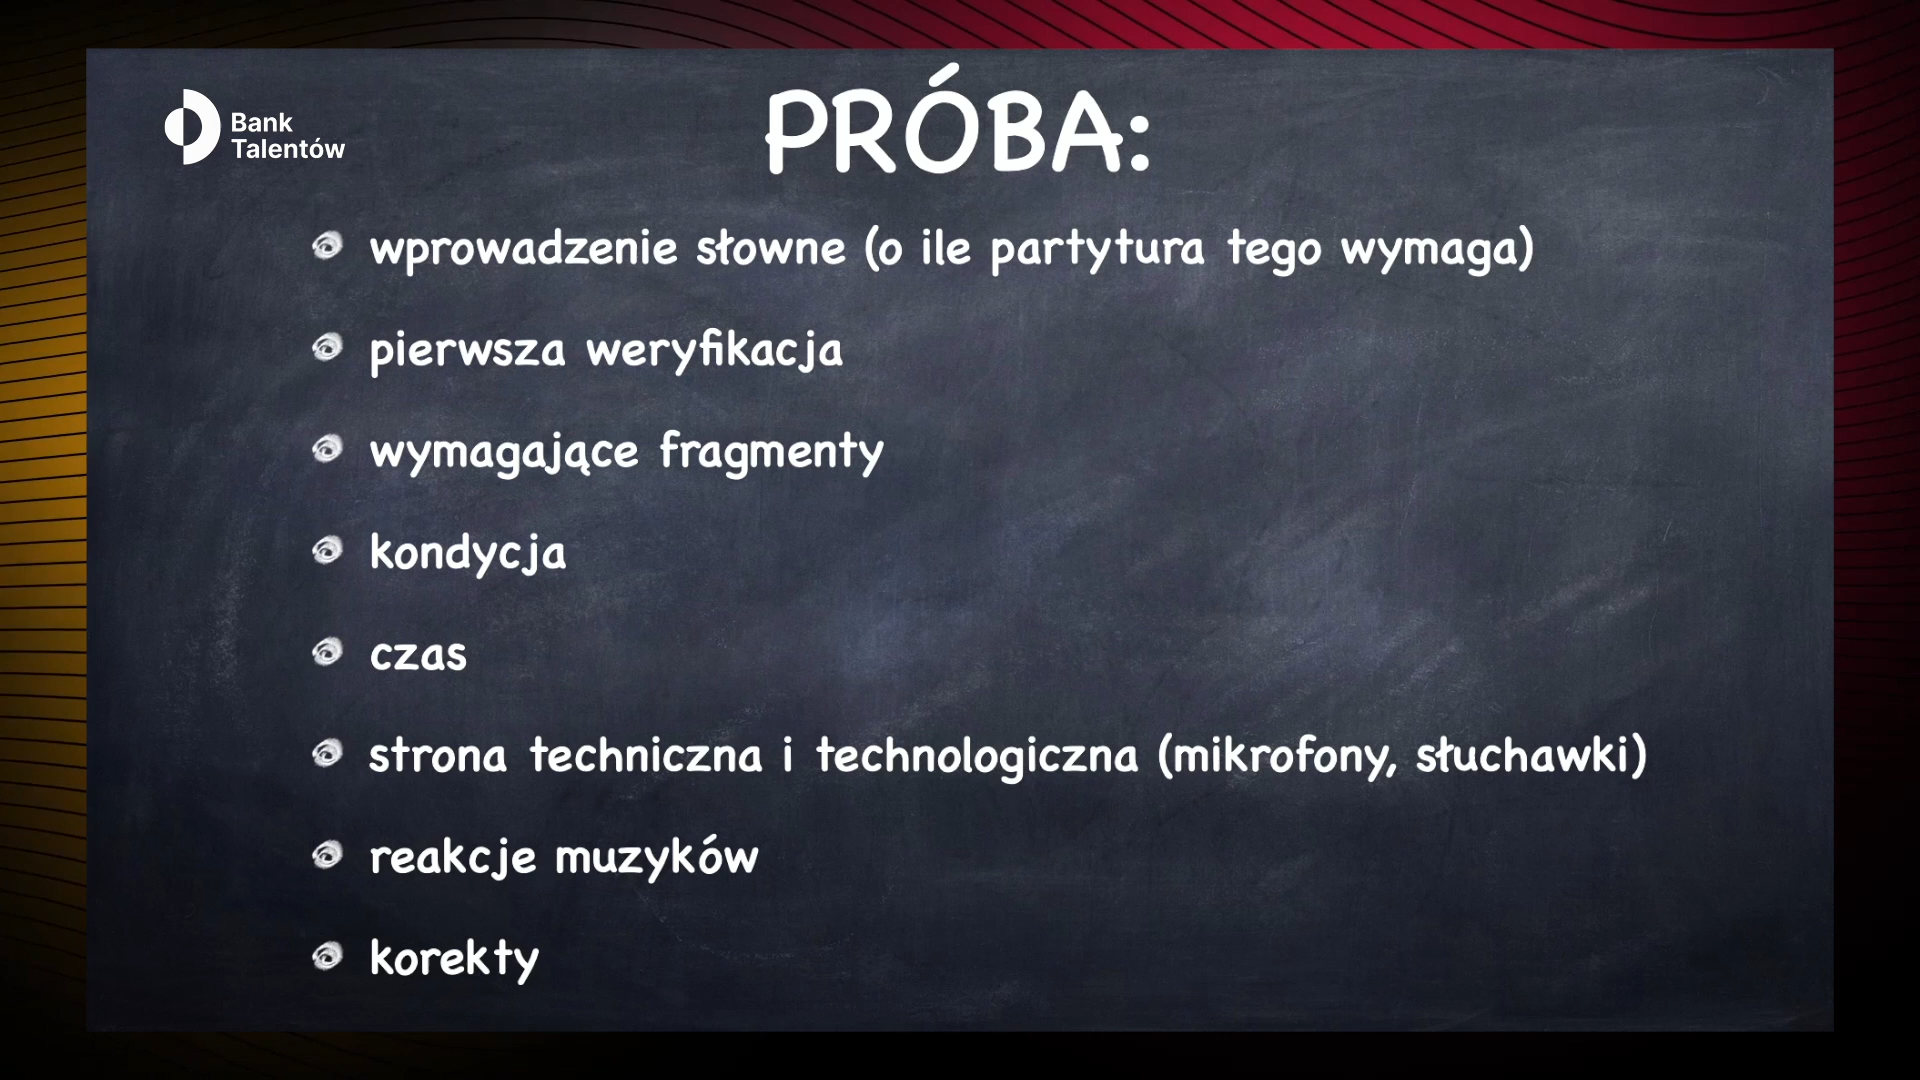 Bank
Talentów
PRÓBA:
wprowadzenie słowne (o ile partytura tego wymaga)
pierwsza weryfikacja
wymagające fragmenty
kondycja
czas
strona techniczna i technologiczna (mikrofony, słuchawki)
reakcje muzyków
korekty